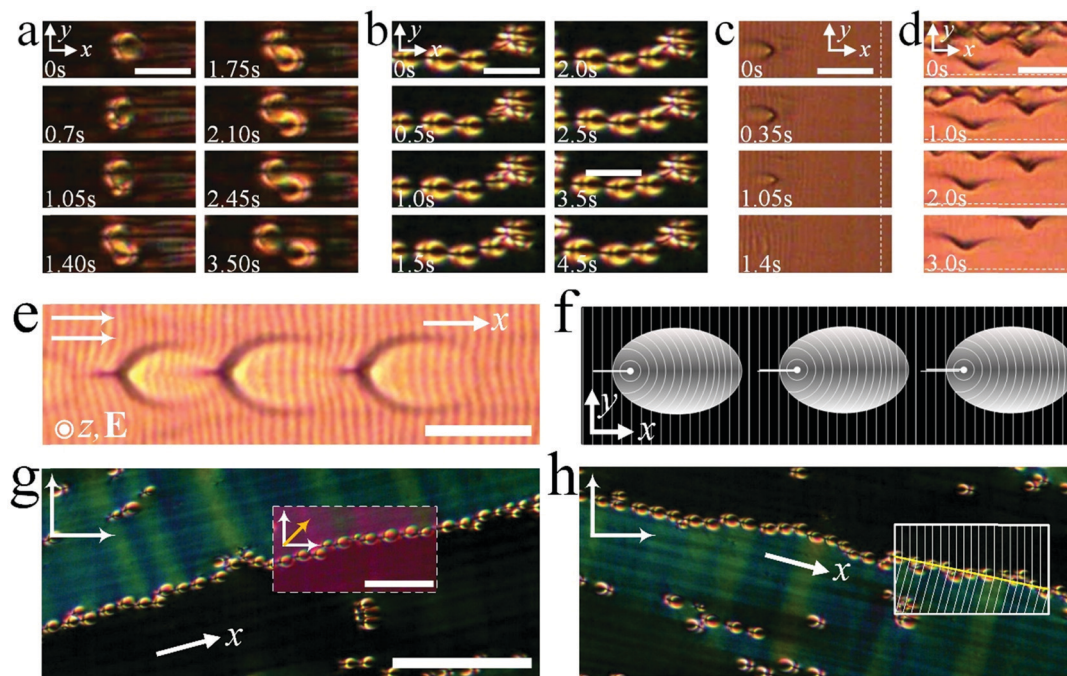 a
y
x
0s
1.75s
0.7s
2.10s
1.05s
2.45s
1.40s
3.50s
b
y
x
0s
2.0s
0.5s
2.5s
1.0s
3.5s
1.5s
4.5s
c
y
x
0s
0.35s
1.05s
1.4s
d
y
x
0s
1.0s
2.0s
3.0s
e
x
z, E
f
y
x
g
x
h
x